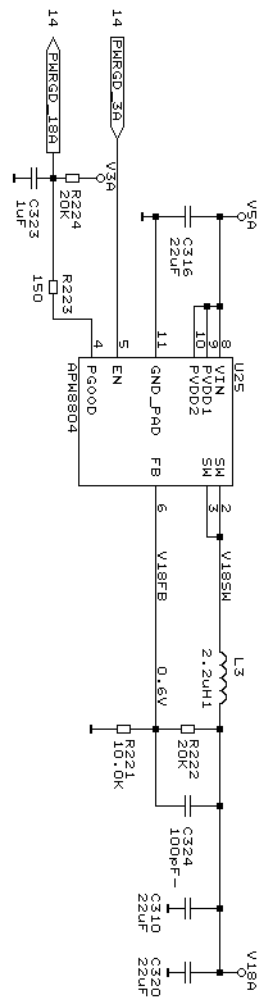 V5A
C316
22uF
V3A
R224
20K
C323
1uF
R223
150
14
PWRGD_3A
14
PWRGD_18A
U25
8
VIN
9
PVDD1
10
PVDD2
11
GND_PAD
5
EN
4
PGOOD
APW8804
SW
2
SW
3
FB
6
V18SW
V18FB
0.6V
L3
2.2uH1
R222
20K
R221
10.0K
C324
100pF-
C310
22uF
C320
22uF
V18A